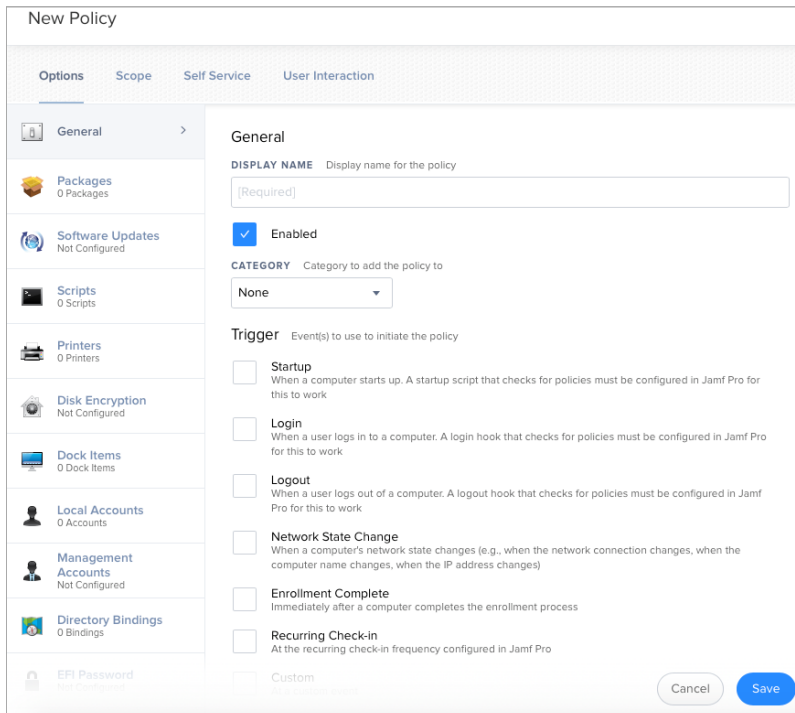 New Policy
Options
Scope
Self Service
User Interaction
General
Packages
0 Packages
Software Updates
Not Configured
Scripts
0 Scripts
Printers
0 Printers
Disk Encryption
Not Configured
Dock Items
0 Dock Items
Local Accounts
0 Accounts
Management
Accounts
Not Configured
Directory Bindings
0 Bindings
EFI Password
Not Configured
General
DISPLAY NAME Display name for the policy
[Required]
Enabled
CATEGORY Category to add the policy to
None
Trigger Event(s) to use to initiate the policy
Startup
When a computer starts up. A startup script that checks for policies must be configured in Jamf Pro for
this to work
Login
When a user logs in to a computer. A login hook that checks for policies must be configured in Jamf Pro
for this to work
Logout
When a user logs out of a computer. A logout hook that checks for policies must be configured in Jamf
Pro for this to work
Network State Change
When a computer's network state changes (e.g., when the network connection changes, when the
computer name changes, when the IP address changes)
Enrollment Complete
Immediately after a computer completes the enrollment process
Recurring Check-in
At the recurring check-in frequency configured in Jamf Pro
Custom
At a custom event
Cancel
Save